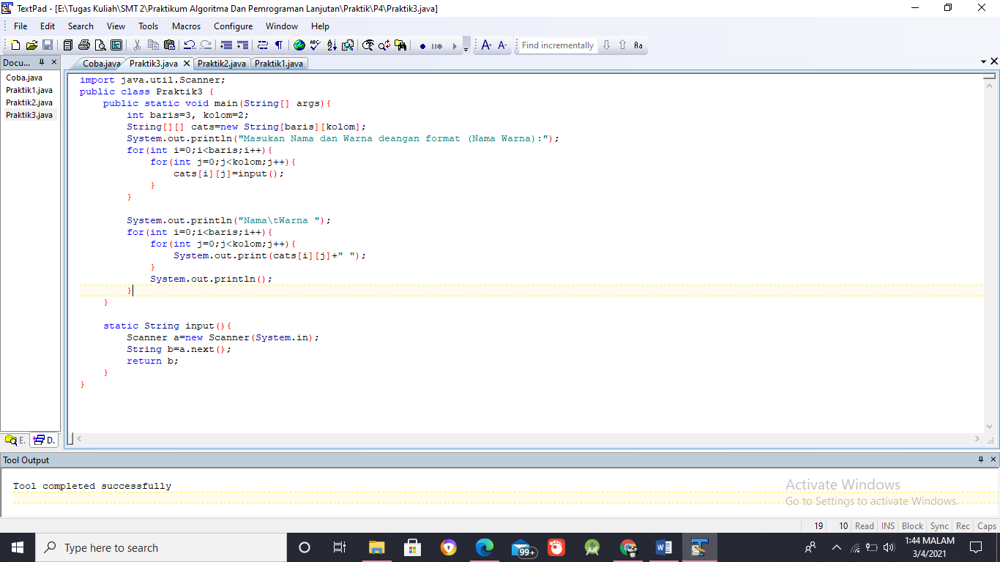 TextPad - [E:\Tugas Kuliah\SMT 2\Praktikum Algoritma Dan Pemrograman Lanjutan\Praktik\P4\Praktik3.java]
File Edit Search View Tools Macros Configure Window Help
Find incrementally
Docu...
Coba.java Praktik3.java Praktik2.java Praktik1.java
Coba.java
Praktik1.java
Praktik2.java
Praktik3.java
import java.util.Scanner;
public class Praktik3 {
public static void main(String[] args){
int baris=3, kolom=2;
String[][] cats=new String[baris][kolom];
System.out.println("Masukan Nama dan Warna deangan format (Nama Warna):");
for(int i=0;i<baris;i++){
for(int j=0;j<kolom;j++){
cats[i][j]=input();
}
}
System.out.println("Nama\tWarna ");
for(int i=0;i<baris;i++){
for(int j=0;j<kolom;j++){
System.out.print(cats[i][j]+" ");
}
System.out.println();
}
}
static String input(){
Scanner a=new Scanner(System.in);
String b=a.next();
return b;
}
}
E. D.
Tool Output
Tool completed successfully
Activate Windows
Go to Settings to activate Windows.
19 10 Read INS Block Sync Rec Caps
Type here to search
99+
1:44 MALAM
3/4/2021